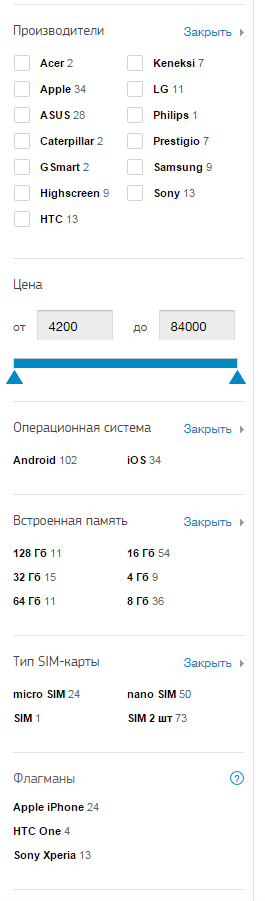 Производители Закрыть
Acer 2 Keneksi 7
Apple 34 LG 11
ASUS 28 Philips 1
Caterpillar 2 Prestigio 7
GSmart 2 Samsung 9
Highscreen 9 Sony 13
HTC 13
Цена
от 4200 до 84000
Операционная система Закрыть
Android 102 iOS 34
Встроенная память Закрыть
128 Гб 11 16 Гб 54
32 Гб 15 4 Гб 9
64 Гб 11 8 Гб 36
Тип SIM-карты Закрыть
micro SIM 24 nano SIM 50
SIM 1 SIM 2 шт 73
Флагманы ?
Apple iPhone 24
HTC One 4
Sony Xperia 13